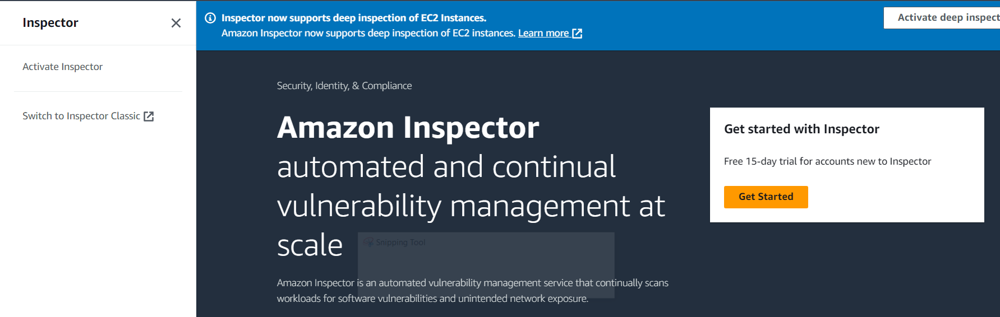 Inspector
Activate Inspector
Switch to Inspector Classic
Inspector now supports deep inspection of EC2 Instances.
Amazon Inspector now supports deep inspection of EC2 instances. Learn more
Activate deep inspect
Security, Identity, & Compliance
Amazon Inspector
automated and continual
vulnerability management at
scale
Snipping Tool
Amazon Inspector is an automated vulnerability management service that continually scans
workloads for software vulnerabilities and unintended network exposure.
Get started with Inspector
Free 15-day trial for accounts new to Inspector
Get Started